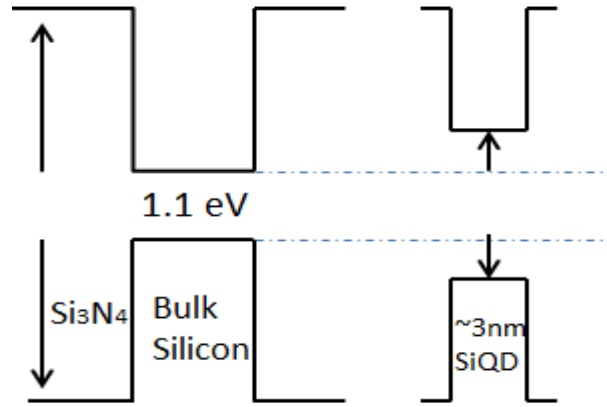 1.1 eV
Si₃N₄
Bulk
Silicon
~3nm
SiQD